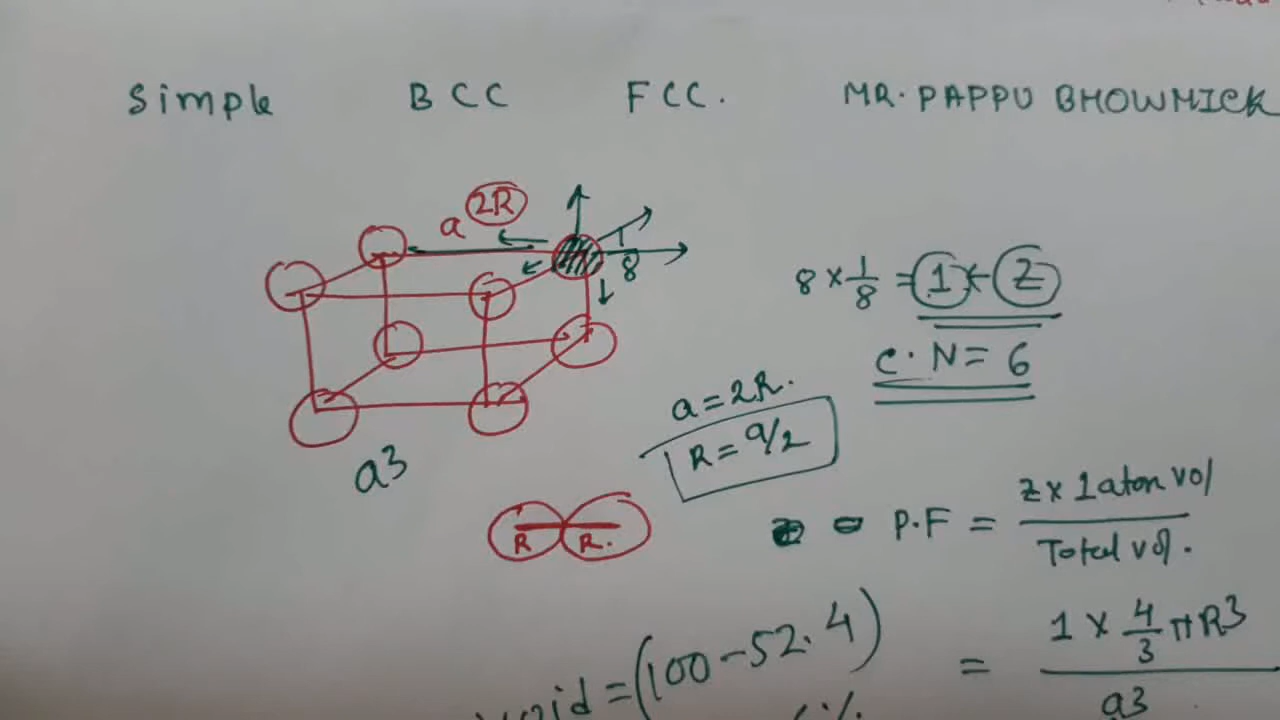 Simple BCC FCC. MR. PAPPU BHOWMICK
a 2R
8
8 × 1/8 = 1 ← Z
C.N = 6
a = 2R.
R = a/2
a3
R R.
P.F = Z × 1 atom vol / Total vol.
void = (100 - 52.4)
= 1 × 4/3 πR3 / a3